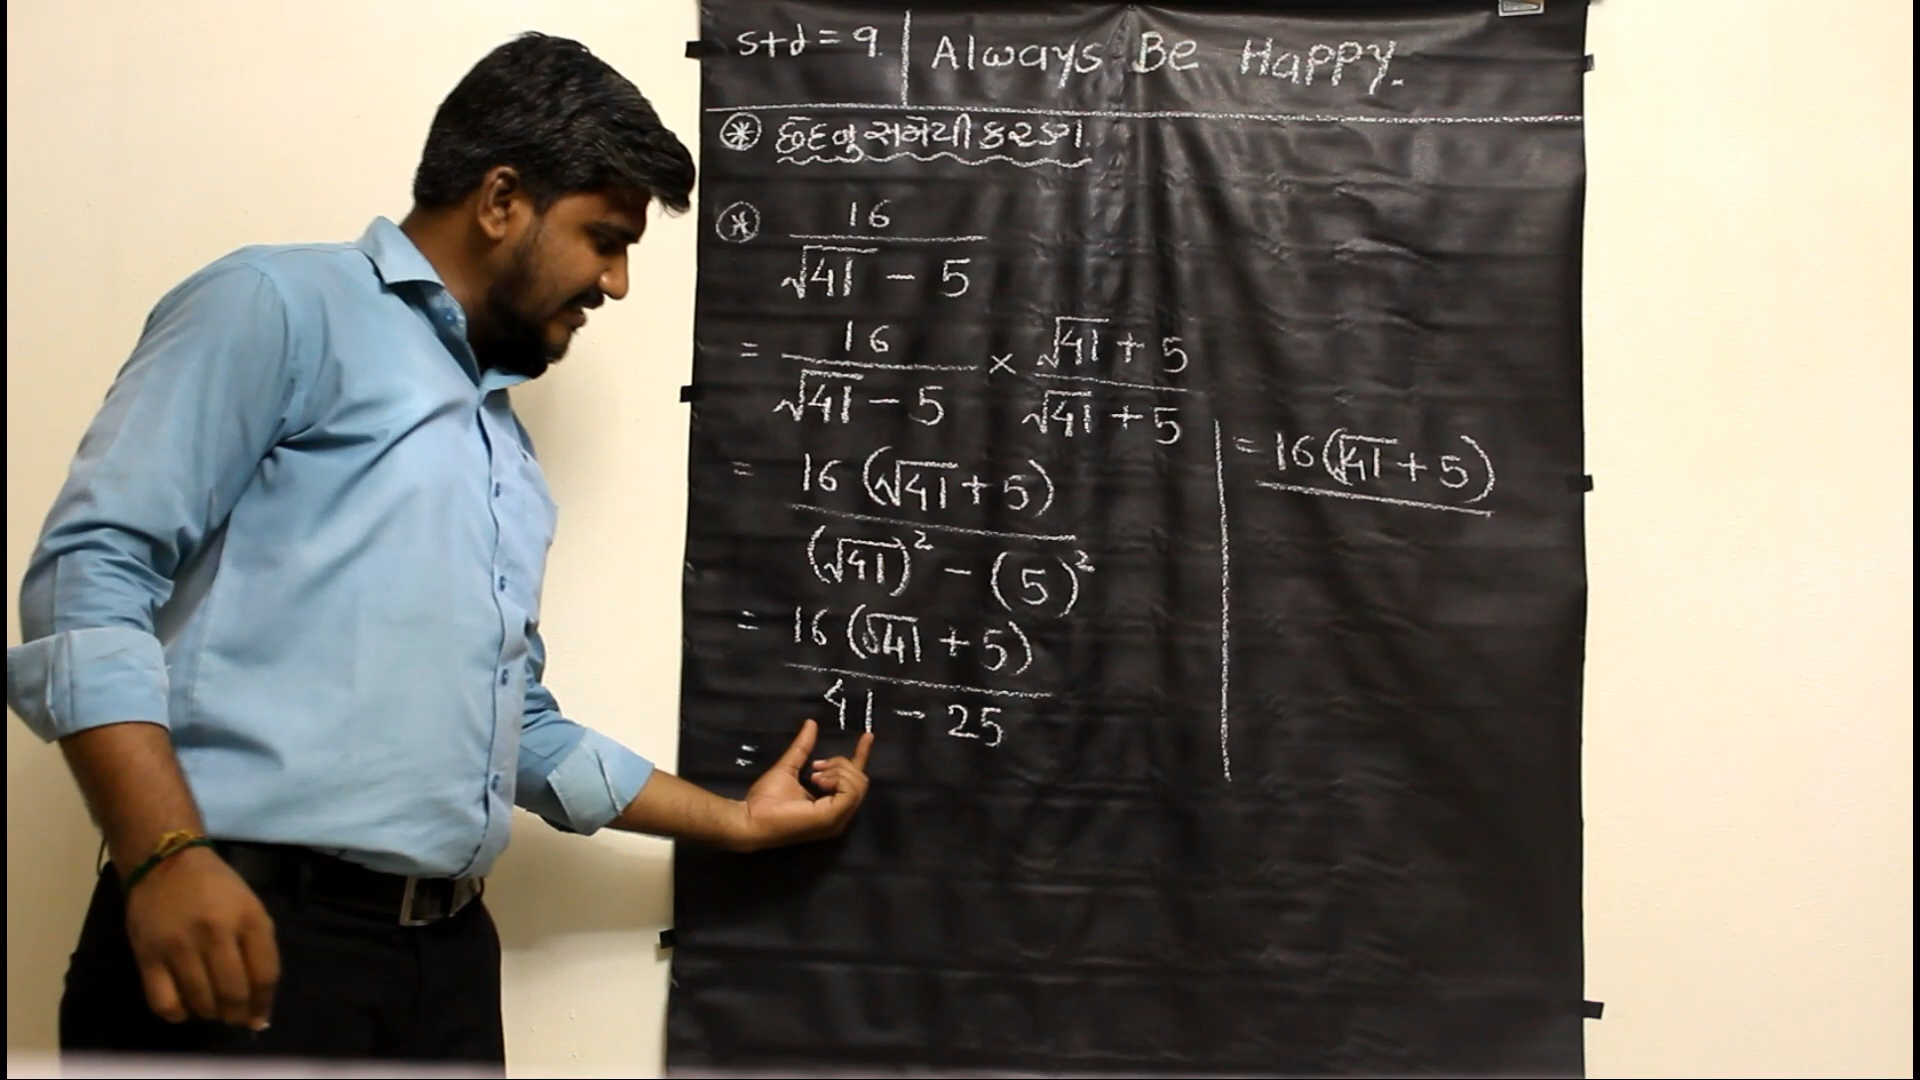 std = 9. | Always Be Happy.
* છેદનુ સંમેયીકરણ
* 16
√41 - 5
= 16 / √41 - 5 × √41 + 5 / √41 + 5
= 16 (√41 + 5)
(√41)² - (5)²
= 16 (√41 + 5)
41 - 25
=
= 16(√41 + 5)